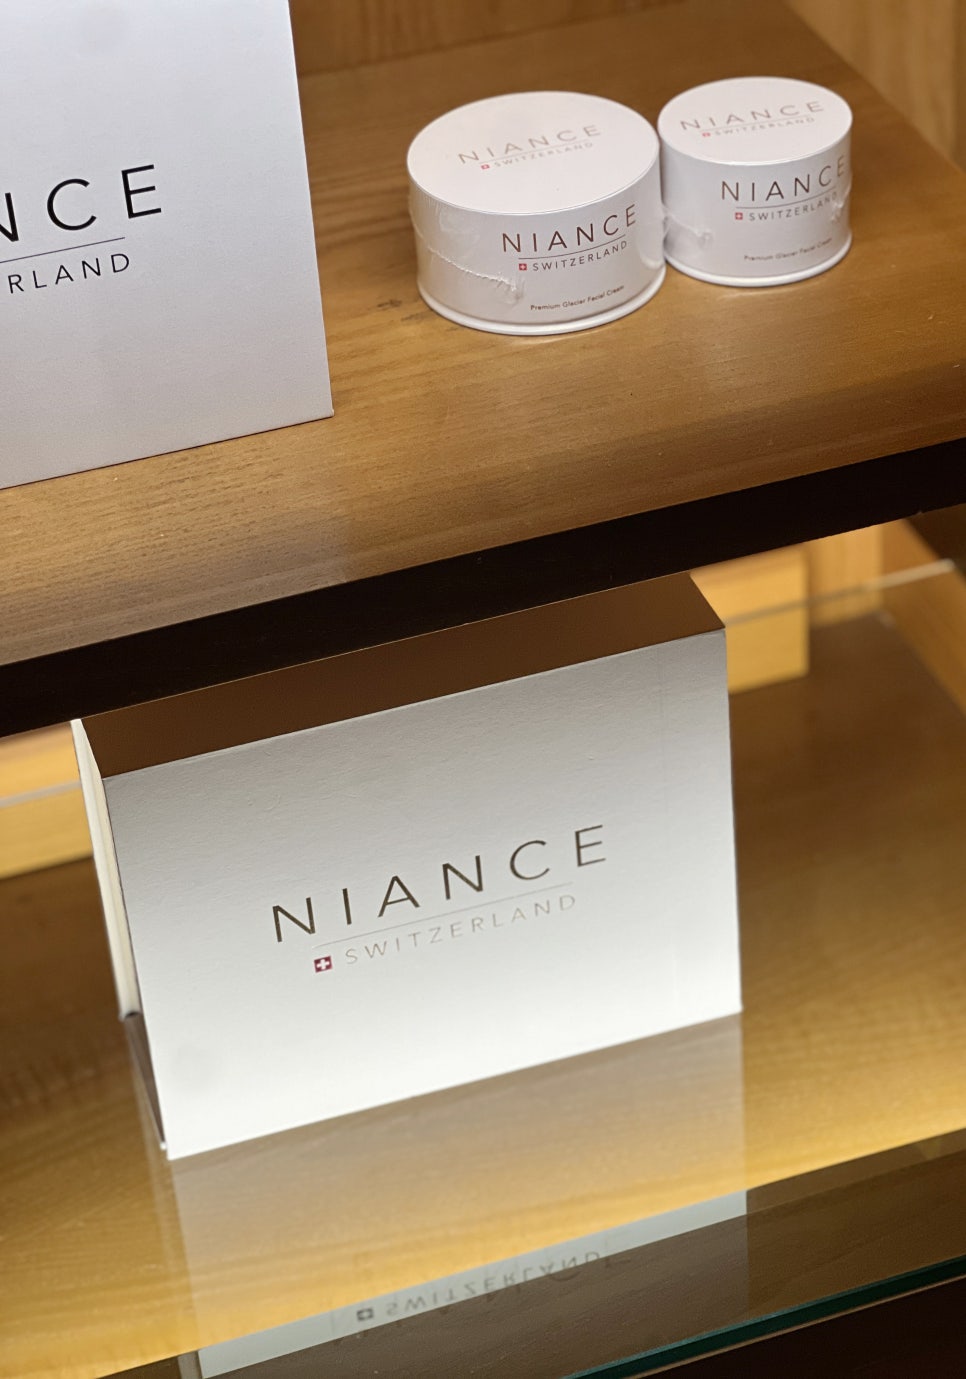 NCE
RLAND
NIANCE
SWITZERLAND
NIANCE
SWITZERLAND
Premium Glacier Facial Cream
NIANCE
SWITZERLAND
NIANCE
SWITZERLAND
Premium Glacier Facial Cream
NIANCE
SWITZERLAND
SWITZERLAND